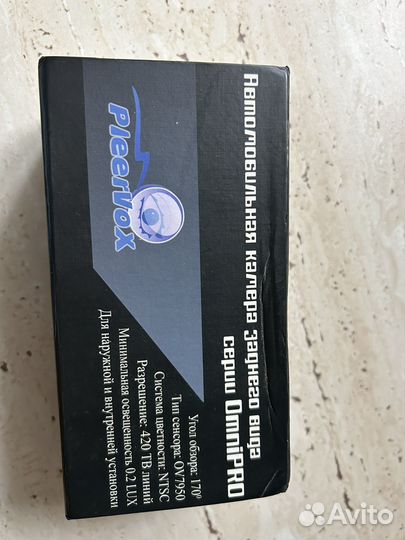 Автомобильная камера заднего вида
серии OmniPRO
PleerVox
Угол обзора: 170º
Тип сенсора: OV7950
Система цветности: NTSC
Разрешение: 420 ТВ линий
Минимальная освещенность 0.2 LUX
Для наружной и внутренней установки
Avito